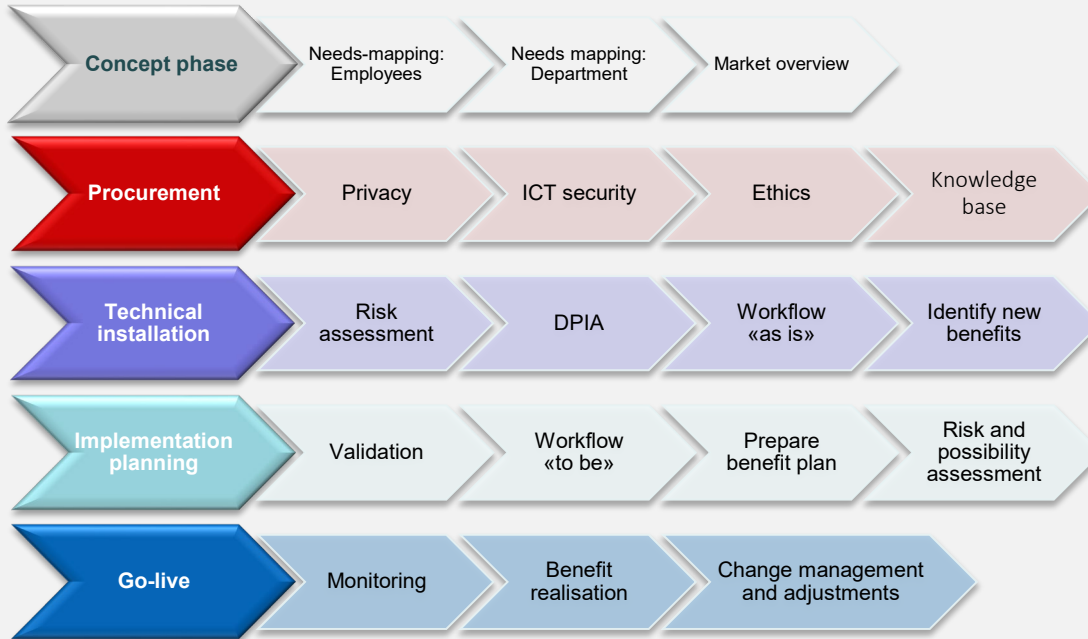 Concept phase
Needs-mapping:
Employees
Needs mapping:
Department
Market overview
Procurement
Privacy
ICT security
Ethics
Knowledge
base
Technical
installation
Risk
assessment
DPIA
Workflow
«as is»
Identify new
benefits
Implementation
planning
Validation
Workflow
«to be»
Prepare
benefit plan
Risk and
possibility
assessment
Go-live
Monitoring
Benefit
realisation
Change management
and adjustments